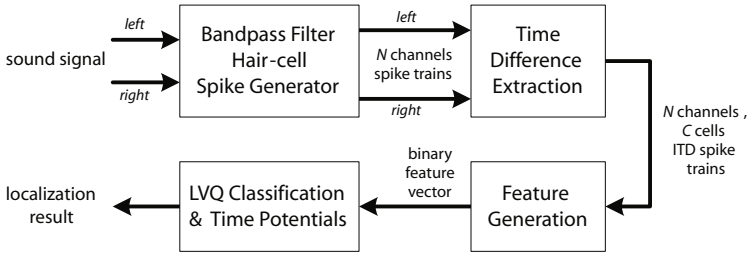 sound signal
left
right
Bandpass Filter
Hair-cell
Spike Generator
left
N channels
spike trains
right
Time
Difference
Extraction
N channels ,
C cells
ITD spike
trains
Feature
Generation
binary
feature
vector
LVQ Classification
& Time Potentials
localization
result